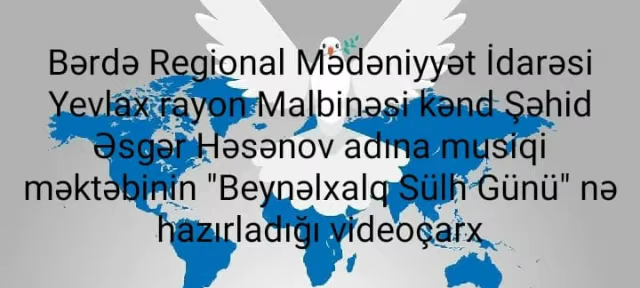 Bərdə Regional Mədəniyyət İdarəsi
Yevlax rayon Malbinəsi kənd Şəhid
Əsgər Həsənov adına musiqi
məktəbinin "Beynəlxalq Sülh Günü" nə
hazırladığı videoçarx